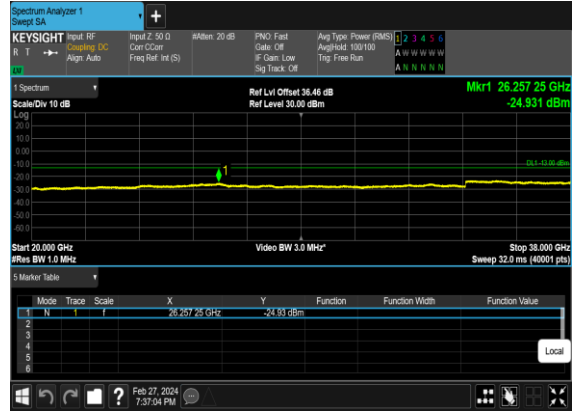 Spectrum Analyzer 1
Swept SA
+
KEYSIGHT Input: RF Input Z: 50 Ω #Atten: 20 dB PNO: Fast Avg Type: Power (RMS) 1 2 3 4 5 6
R T Coupling: DC Corr CCorr Gate: Off Avg|Hold: 100/100 A W W W W W
Align: Auto Freq Ref: Int (S) IF Gain: Low Trig: Free Run
Sig Track: Off A N N N N N
LW
1 Spectrum Ref Lvl Offset 36.46 dB Mkr1 26.257 25 GHz
Scale/Div 10 dB Ref Level 30.00 dBm -24.931 dBm
Log
20.0
10.0
0.00
-10.0 DL1 -13.00 dBm
1
-20.0
-30.0
-40.0
-50.0
-60.0
Start 20.000 GHz Video BW 3.0 MHz* Stop 38.000 GHz
#Res BW 1.0 MHz Sweep 32.0 ms (40001 pts)
5 Marker Table
Mode Trace Scale X Y Function Function Width Function Value
1 N 1 f 26.257 25 GHz -24.93 dBm
2
3
4
5
6
Local
? Feb 27, 2024
7:37:04 PM